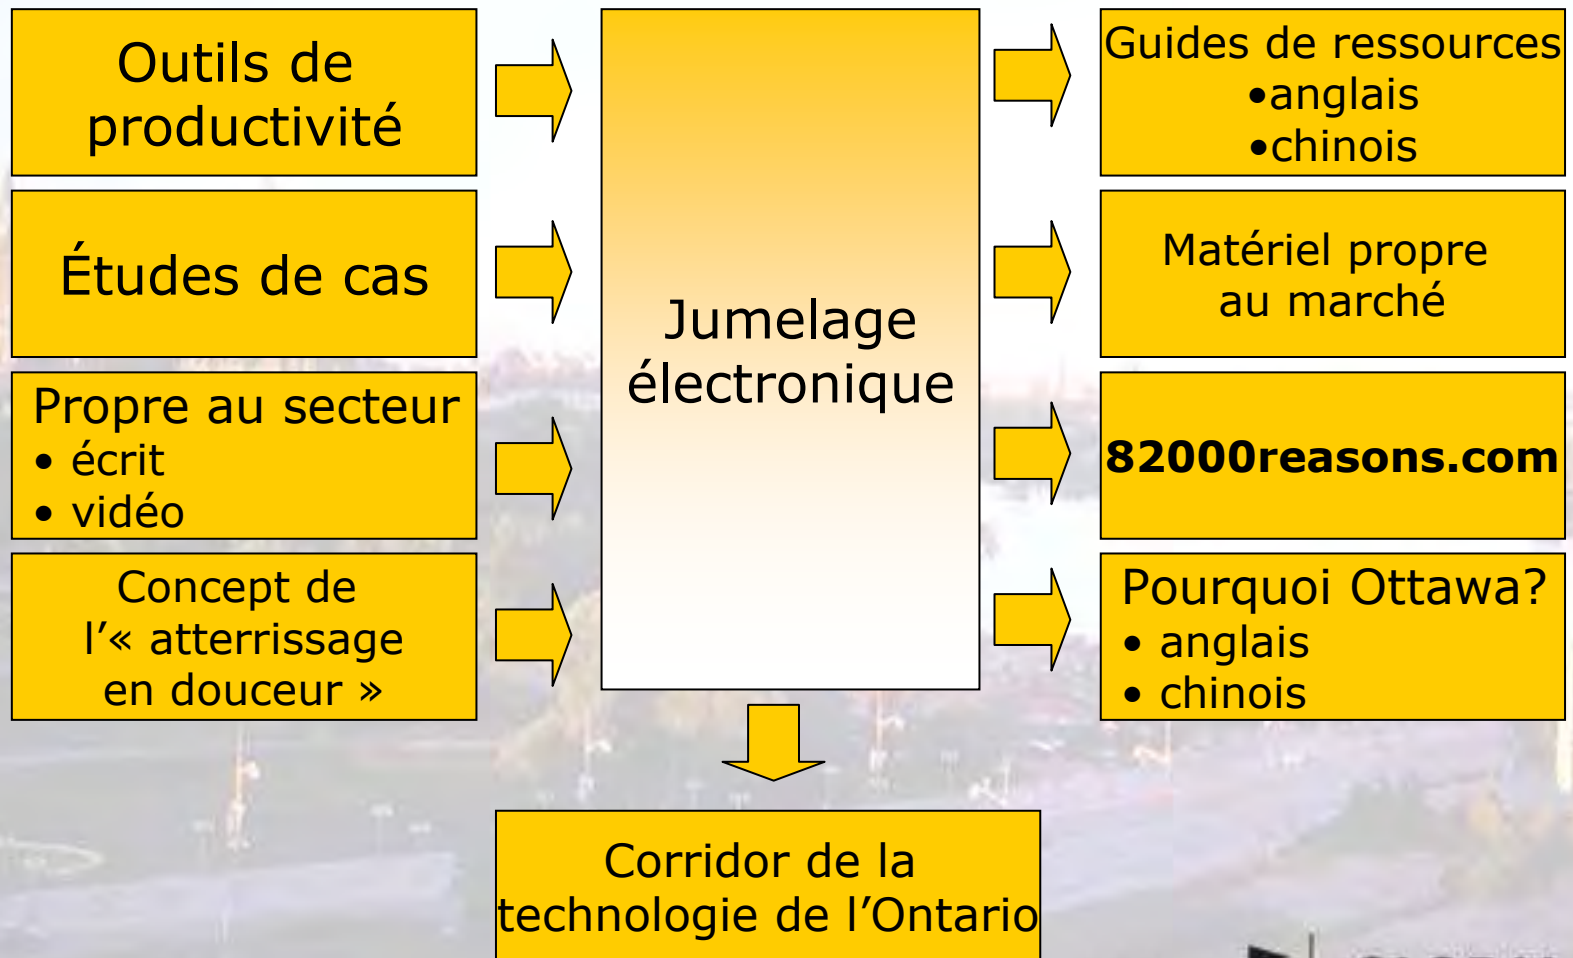 Outils de
productivité
Études de cas
Propre au secteur
• écrit
• vidéo
Concept de
l’« atterrissage
en douceur »
Jumelage
électronique
Guides de ressources
•anglais
•chinois
Matériel propre
au marché
82000reasons.com
Pourquoi Ottawa?
• anglais
• chinois
Corridor de la
technologie de l’Ontario